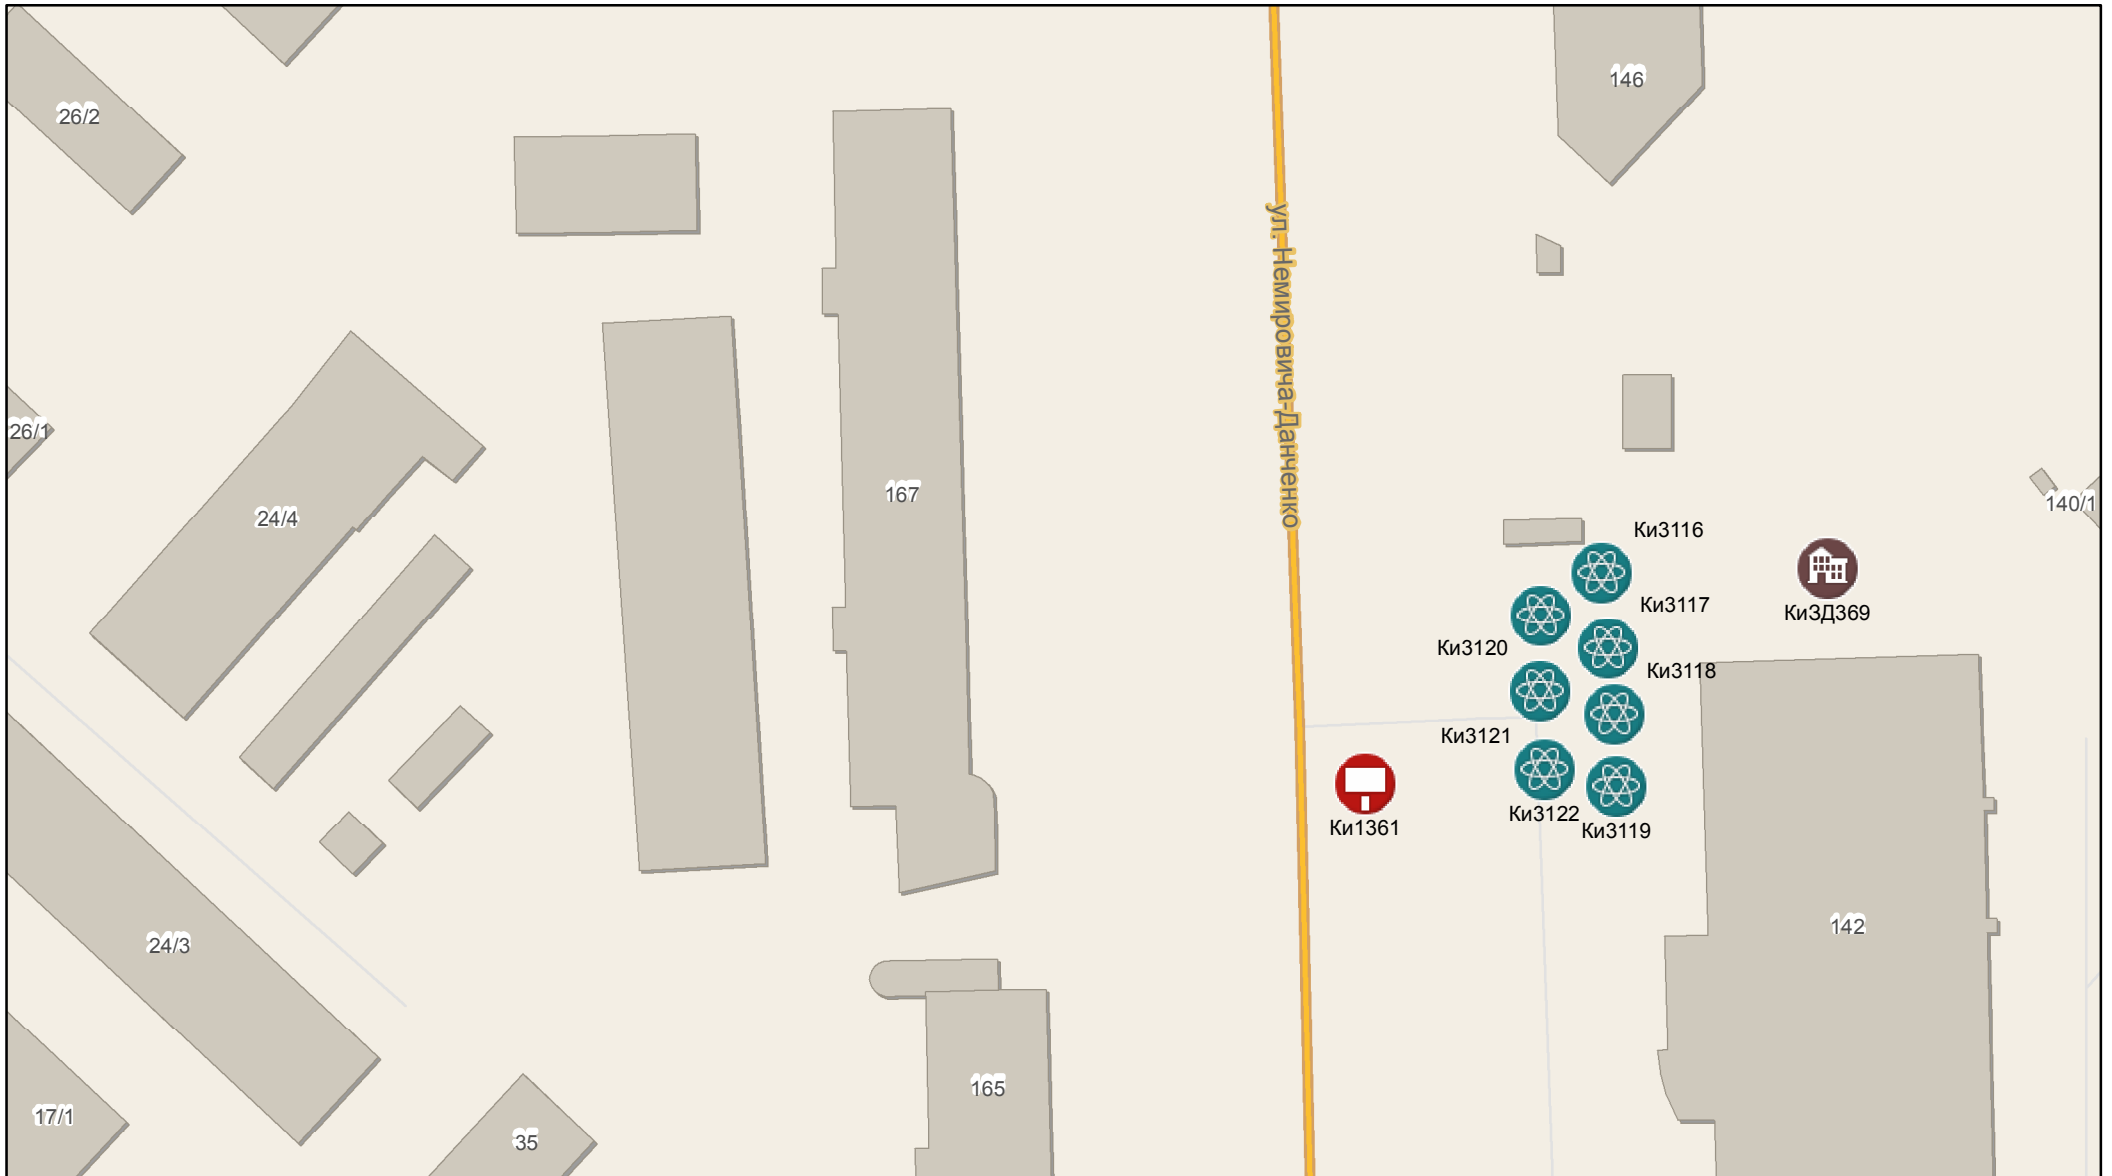 146
26/2
ул. Немировича-Данченко
26/1
167
140/1
24/4
Ки3116
Ки3117
КиЗД369
Ки3120
Ки3118
Ки3121
Ки3122
Ки1361
Ки3119
142
24/3
165
17/1
35